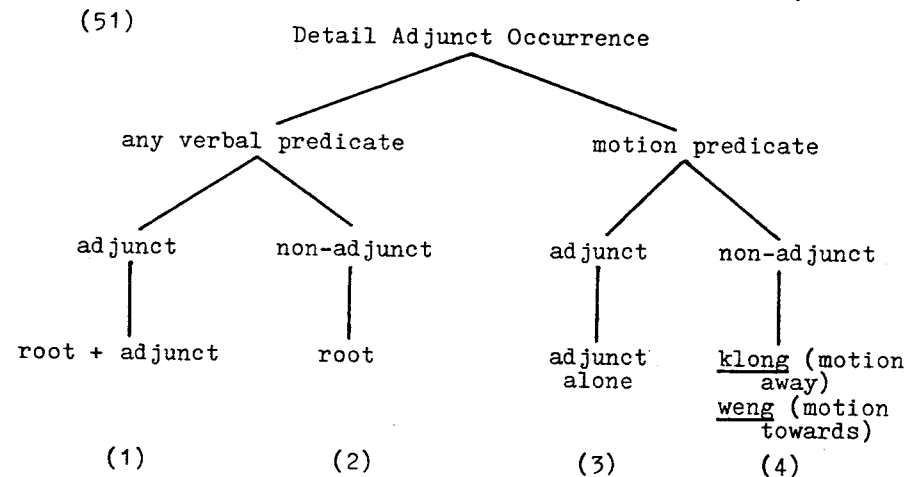 (51)
Detail Adjunct Occurrence
any verbal predicate motion predicate
adjunct non-adjunct adjunct non-adjunct
root + adjunct root adjunct klong (motion
alone away)
weng (motion
towards)
(1) (2) (3) (4)